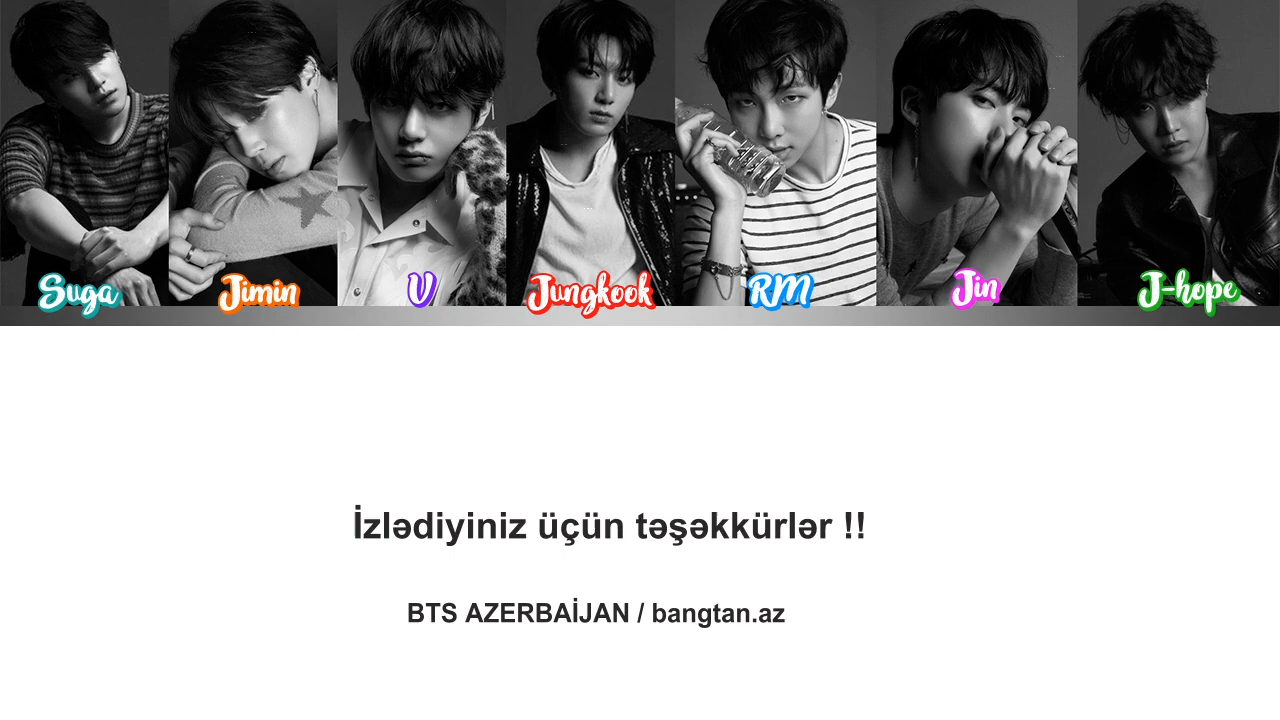 Suga Jimin V Jungkook RM Jin J-hope
İzlədiyiniz üçün təşəkkürlər !!
BTS AZERBAİJAN / bangtan.az